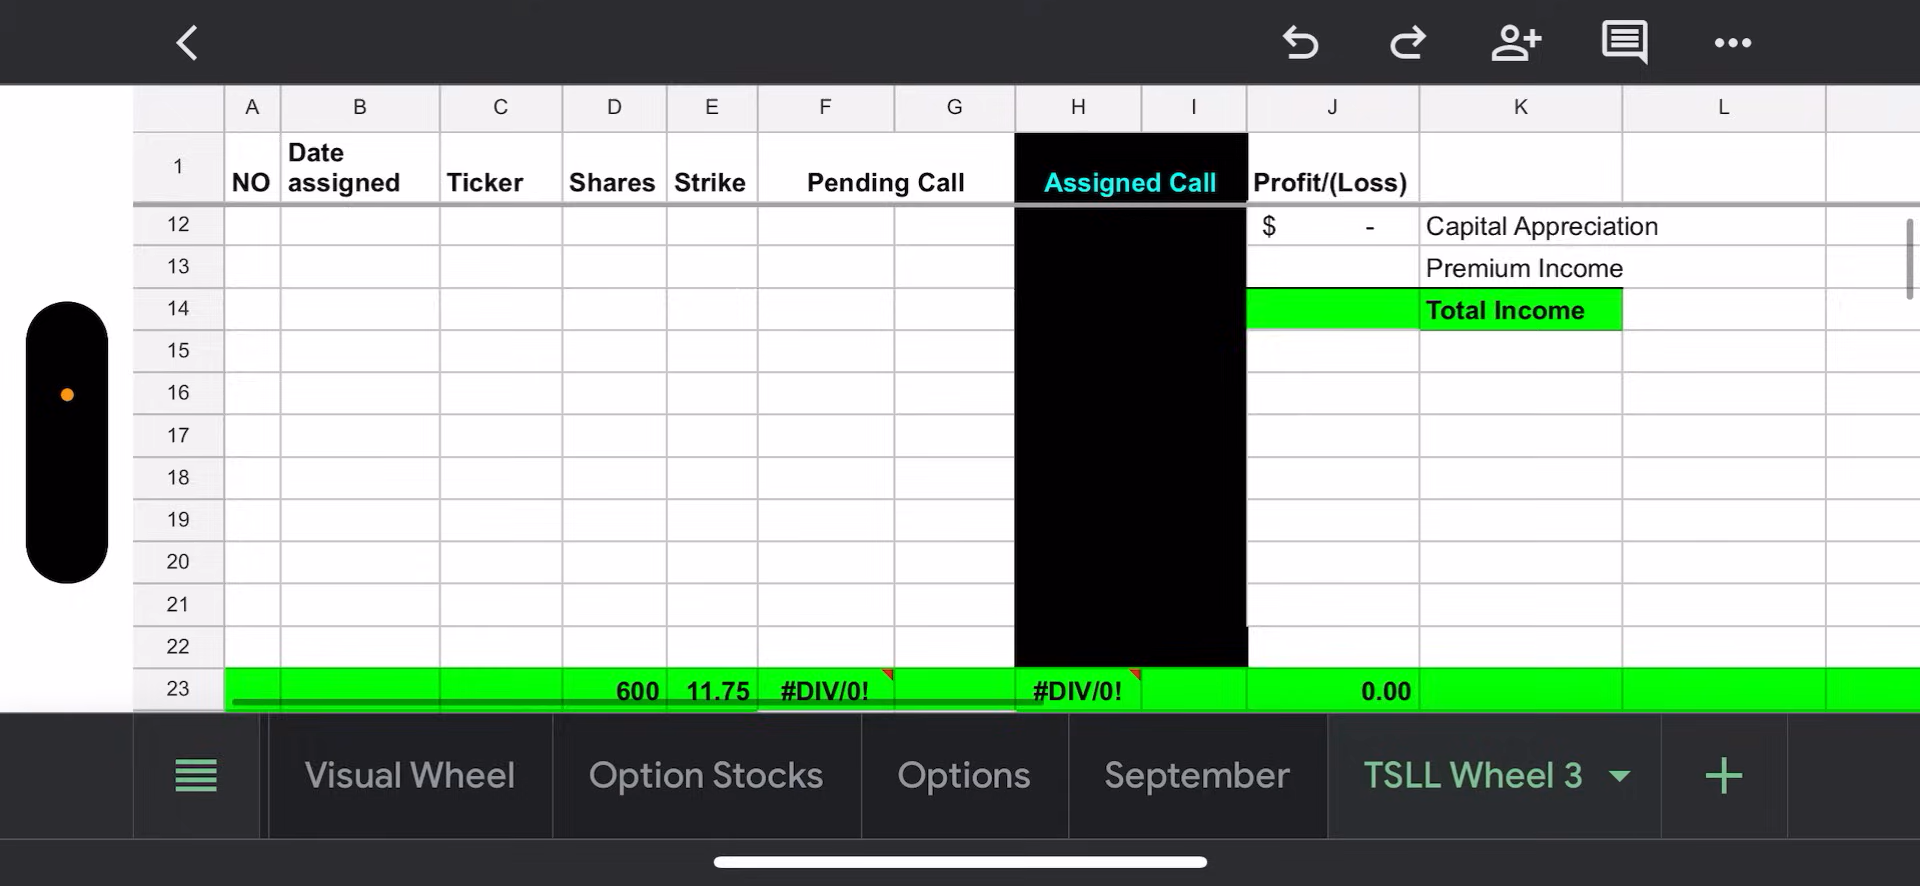 A B C D E F G H I J K L
1 NO Date assigned Ticker Shares Strike Pending Call Assigned Call Profit/(Loss)
12 $ - Capital Appreciation
13 Premium Income
14 Total Income
15
16
17
18
19
20
21
22
23 600 11.75 #DIV/0! #DIV/0! 0.00
Visual Wheel Option Stocks Options September TSLL Wheel 3